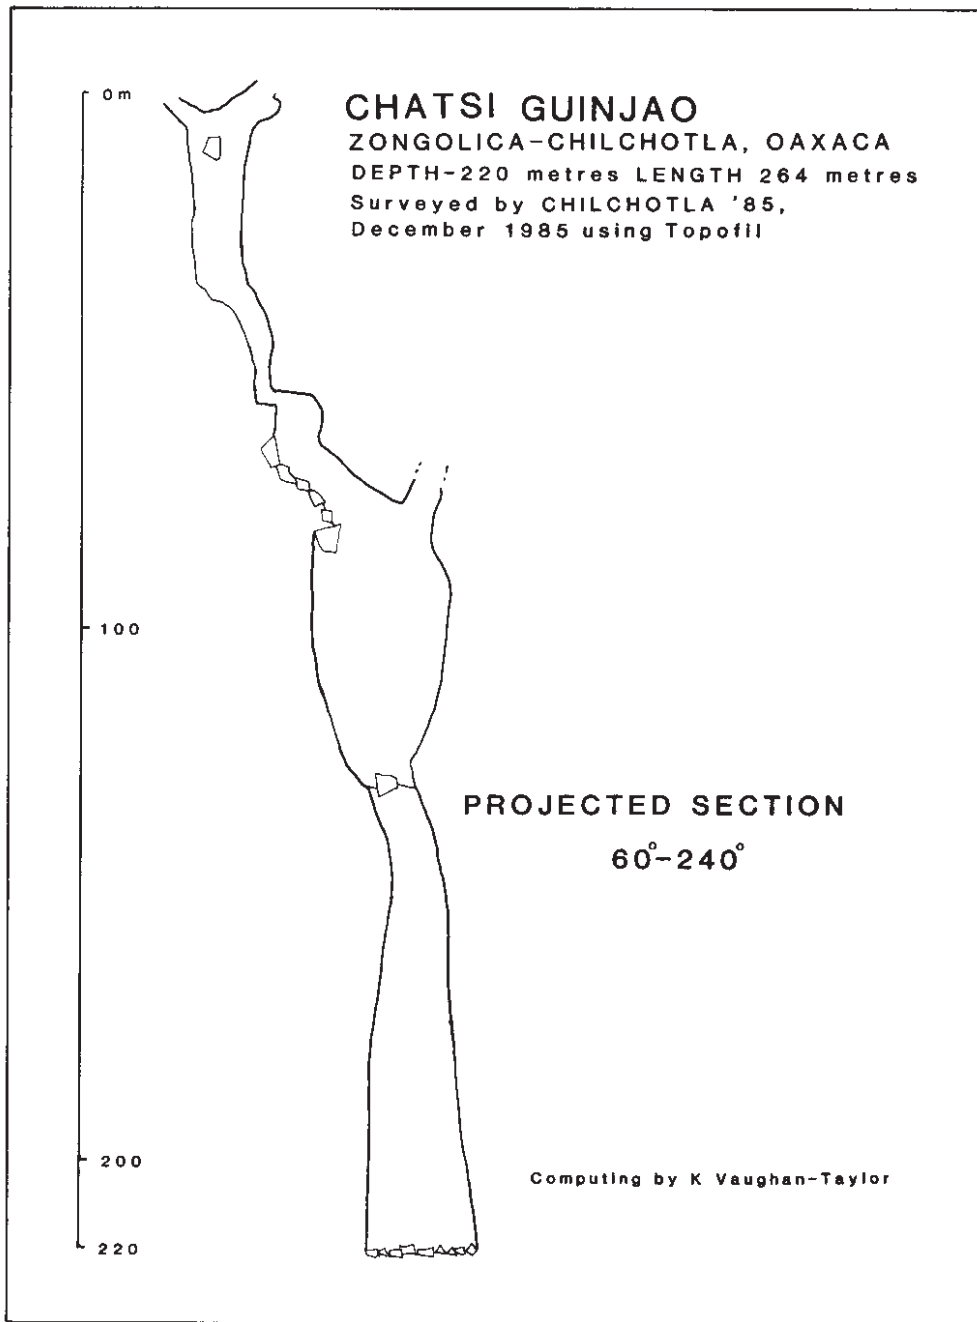 0m
CHATSI GUINJAO
ZONGOLICA-CHILCHOTLA, OAXACA
DEPTH-220 metres LENGTH 264 metres
Surveyed by CHILCHOTLA '85,
December 1985 using Topofil
100
PROJECTED SECTION
60°-240°
200
Computing by K Vaughan-Taylor
220